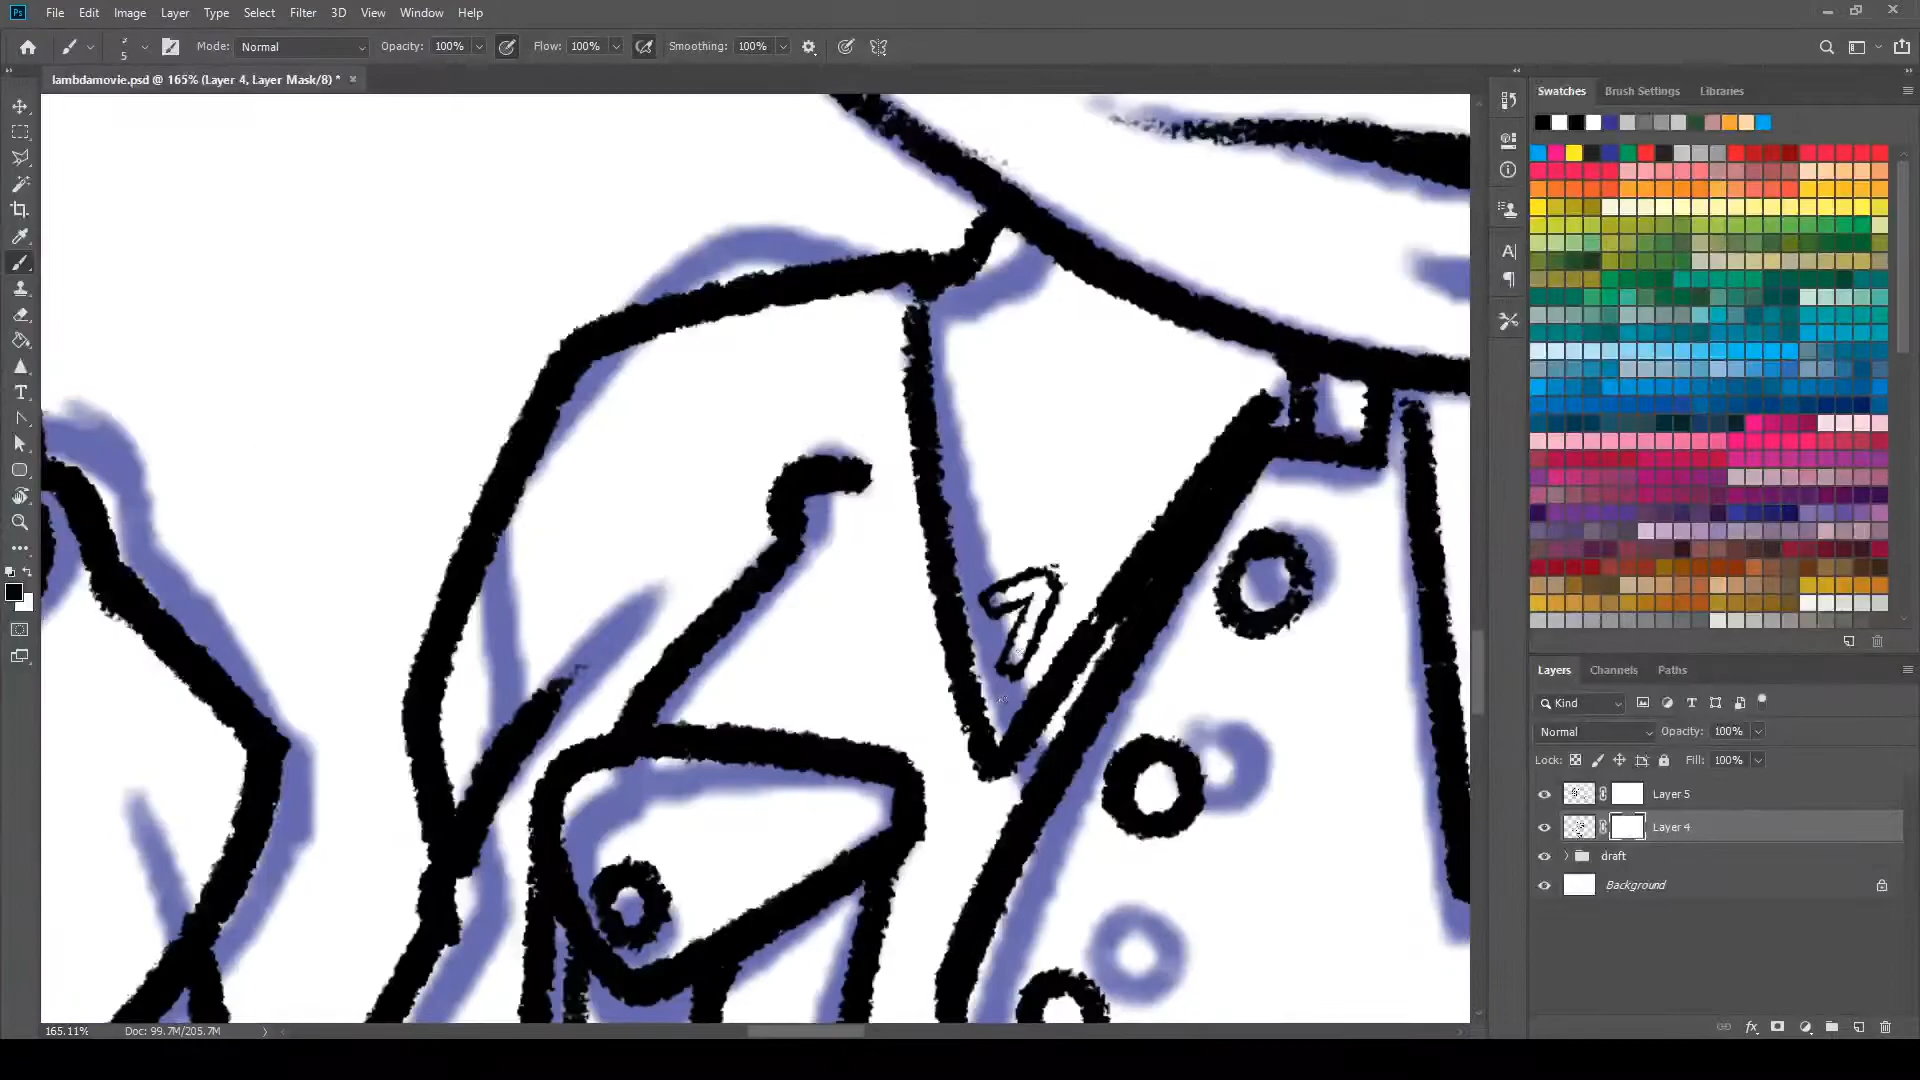 Ps File Edit Image Layer Type Select Filter 3D View Window Help
5 Mode: Normal Opacity: 100% Flow: 100% Smoothing: 100%
lambdamovie.psd @ 165% (Layer 4, Layer Mask/8) *
Swatches Brush Settings Libraries
Layers Channels Paths
Kind
Normal Opacity: 100%
Lock: Fill: 100%
Layer 5
Layer 4
draft
Background
165.11% Doc: 99.7M/205.7M